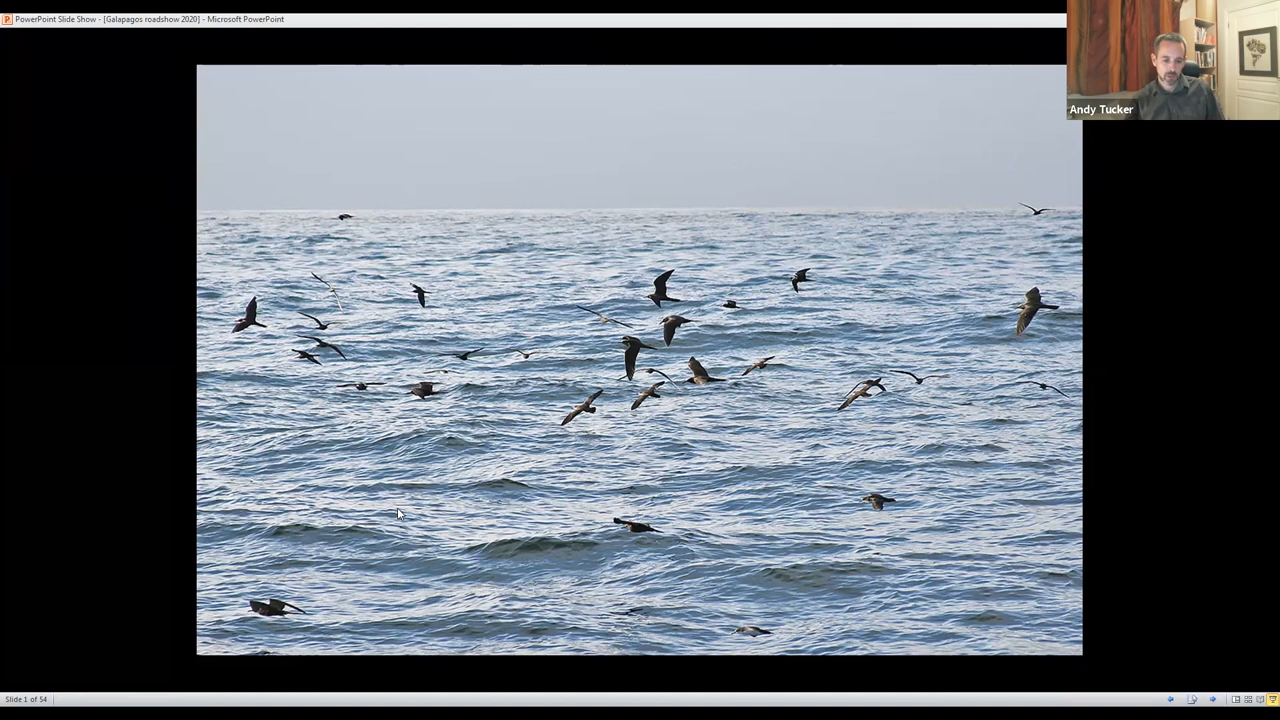 PowerPoint Slide Show - [Galapagos roadshow 2020] - Microsoft PowerPoint
Andy Tucker
Slide 1 of 54